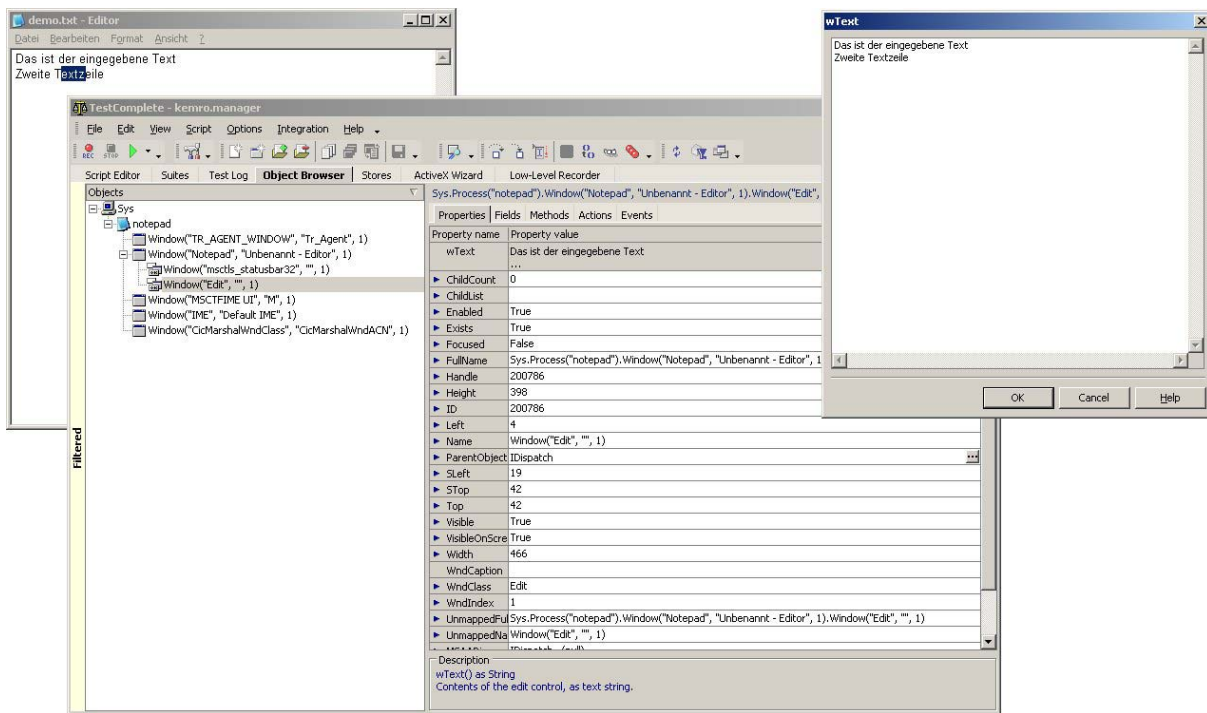 demo.txt - Editor
Datei Bearbeiten Format Ansicht ?
Das ist der eingegebene Text
Zweite Textzeile
wText
Das ist der eingegebene Text
Zweite Textzeile
OK Cancel Help
TestComplete - kemro.manager
File Edit View Script Options Integration Help
REC STOP
Script Editor Suites Test Log Object Browser Stores ActiveX Wizard Low-Level Recorder
Filtered
Objects
Sys
notepad
Window("TR_AGENT_WINDOW", "Tr_Agent", 1)
Window("Notepad", "Unbenannt - Editor", 1)
Window("msctls_statusbar32", "", 1)
Window("Edit", "", 1)
Window("MSCTFIME UI", "M", 1)
Window("IME", "Default IME", 1)
Window("CicMarshalWndClass", "CicMarshalWndACN", 1)
Sys.Process("notepad").Window("Notepad", "Unbenannt - Editor", 1).Window("Edit",
Properties Fields Methods Actions Events
Property name Property value
wText Das ist der eingegebene Text
...
ChildCount 0
ChildList
Enabled True
Exists True
Focused False
FullName Sys.Process("notepad").Window("Notepad", "Unbenannt - Editor", 1
Handle 200786
Height 398
ID 200786
Left 4
Name Window("Edit", "", 1)
ParentObject IDispatch ...
SLeft 19
STop 42
Top 42
Visible True
VisibleOnScre True
Width 466
WndCaption
WndClass Edit
WndIndex 1
UnmappedFul Sys.Process("notepad").Window("Notepad", "Unbenannt - Editor", 1).Window("Edit", "", 1)
UnmappedNa Window("Edit", "", 1)
Description
wText() as String
Contents of the edit control, as text string.